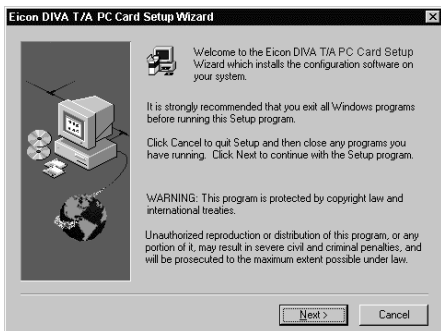 Eicon DIVA T/A PC Card Setup Wizard
Welcome to the Eicon DIVA T/A PC Card Setup
Wizard which installs the configuration software on
your system.
It is strongly recommended that you exit all Windows programs
before running this Setup program.
Click Cancel to quit Setup and then close any programs you
have running. Click Next to continue with the Setup program.
WARNING: This program is protected by copyright law and
international treaties.
Unauthorized reproduction or distribution of this program, or any
portion of it, may result in severe civil and criminal penalties, and
will be prosecuted to the maximum extent possible under law.
Next >
Cancel